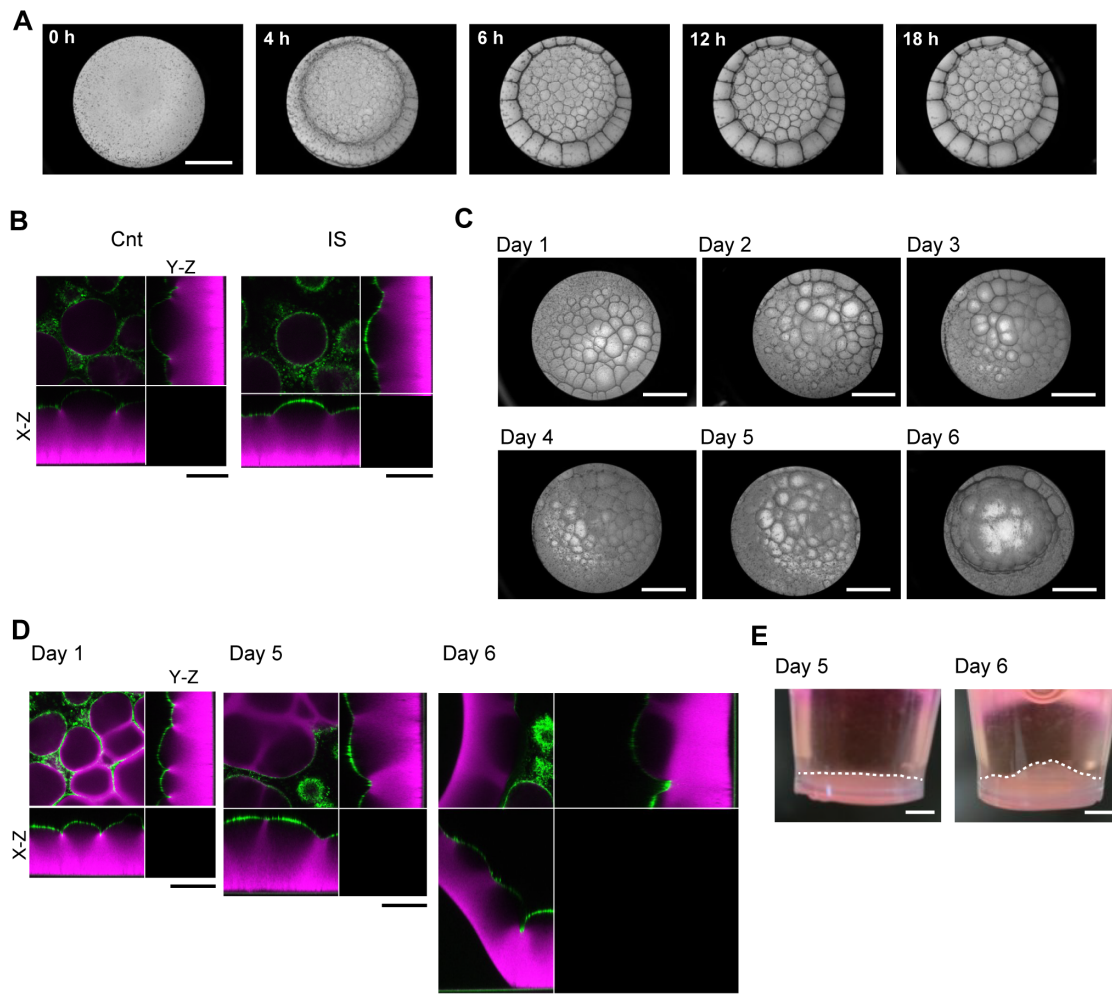 A
0 h
4 h
6 h
12 h
18 h
B
Cnt
IS
Y-Z
X-Z
C
Day 1
Day 2
Day 3
Day 4
Day 5
Day 6
D
Day 1
Day 5
Day 6
Y-Z
X-Z
E
Day 5
Day 6